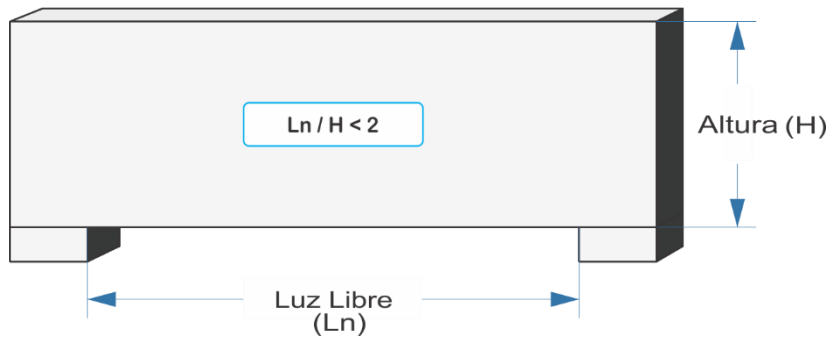 Ln / H < 2
Altura (H)
Luz Libre
(Ln)